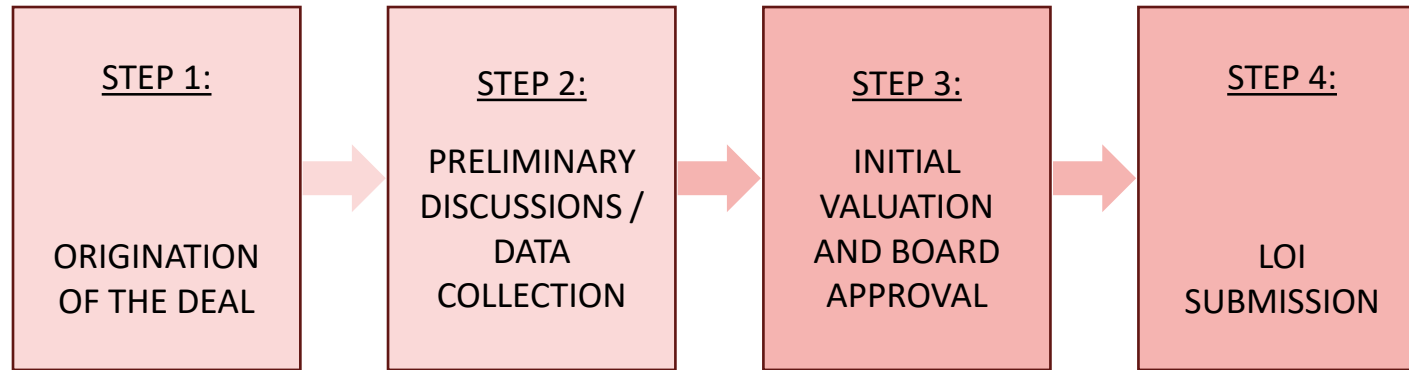 STEP 1:
ORIGINATION
OF THE DEAL
STEP 2:
PRELIMINARY
DISCUSSIONS /
DATA
COLLECTION
STEP 3:
INITIAL
VALUATION
AND BOARD
APPROVAL
STEP 4:
LOI
SUBMISSION